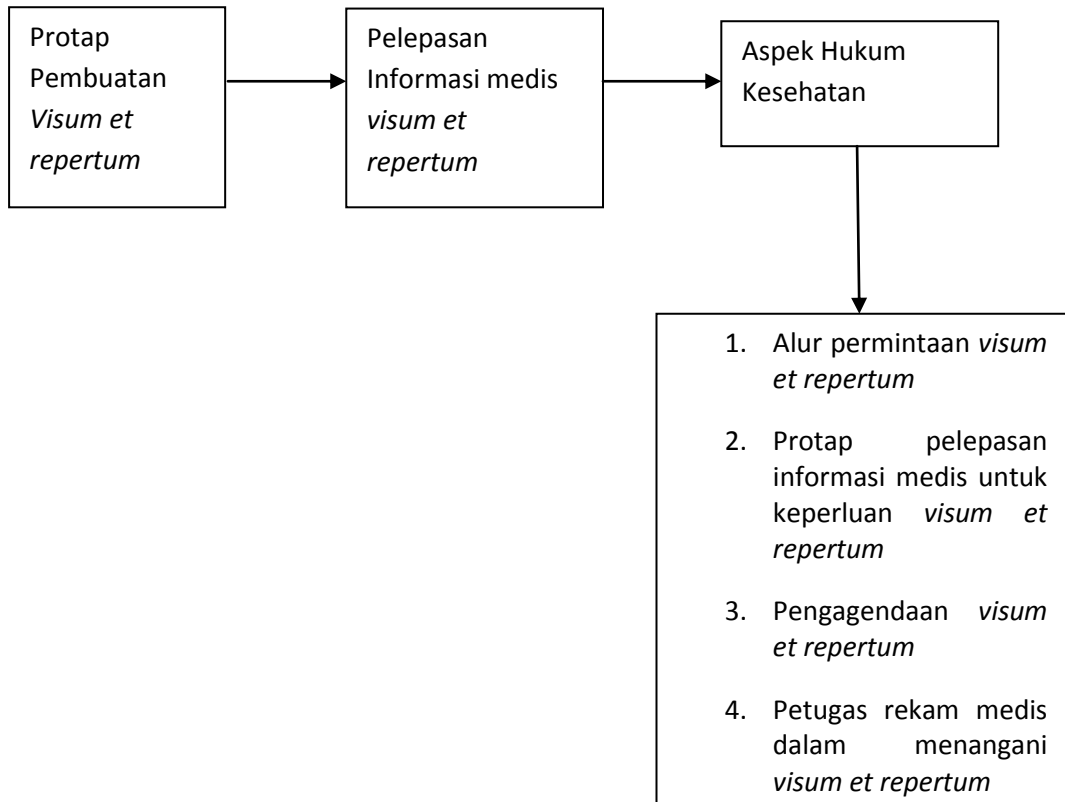 Protap
Pembuatan
Visum et
repertum
Pelepasan
Informasi medis
visum et
repertum
Aspek Hukum
Kesehatan
1. Alur permintaan visum
et repertum
2. Protap pelepasan
informasi medis untuk
keperluan visum et
repertum
3. Pengagendaan visum
et repertum
4. Petugas rekam medis
dalam menangani
visum et repertum